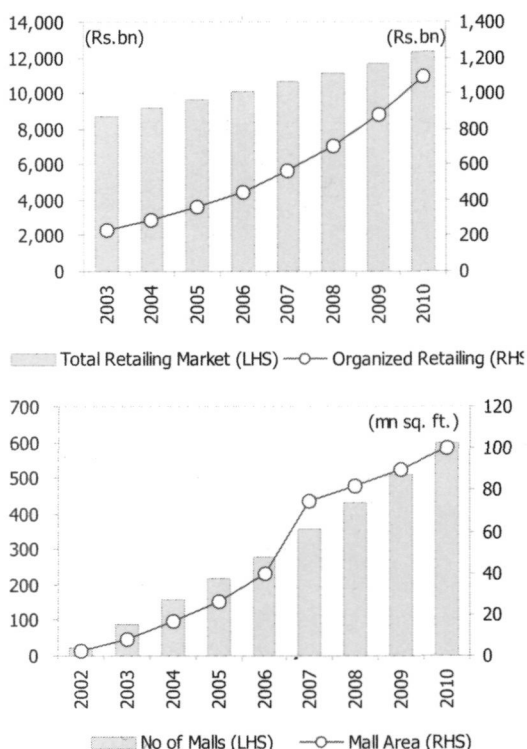 14,000 (Rs.bn) (Rs.bn) 1,400
12,000 1,200
10,000 1,000
8,000 800
6,000 600
4,000 400
2,000 200
0 0
2003 2004 2005 2006 2007 2008 2009 2010
Total Retailing Market (LHS) Organized Retailing (RHS
700 120
600 (mn sq. ft.) 100
500 80
400
300 60
200 40
100 20
0 0
2002 2003 2004 2005 2006 2007 2008 2009 2010
No of Malls (LHS) Mall Area (RHS)